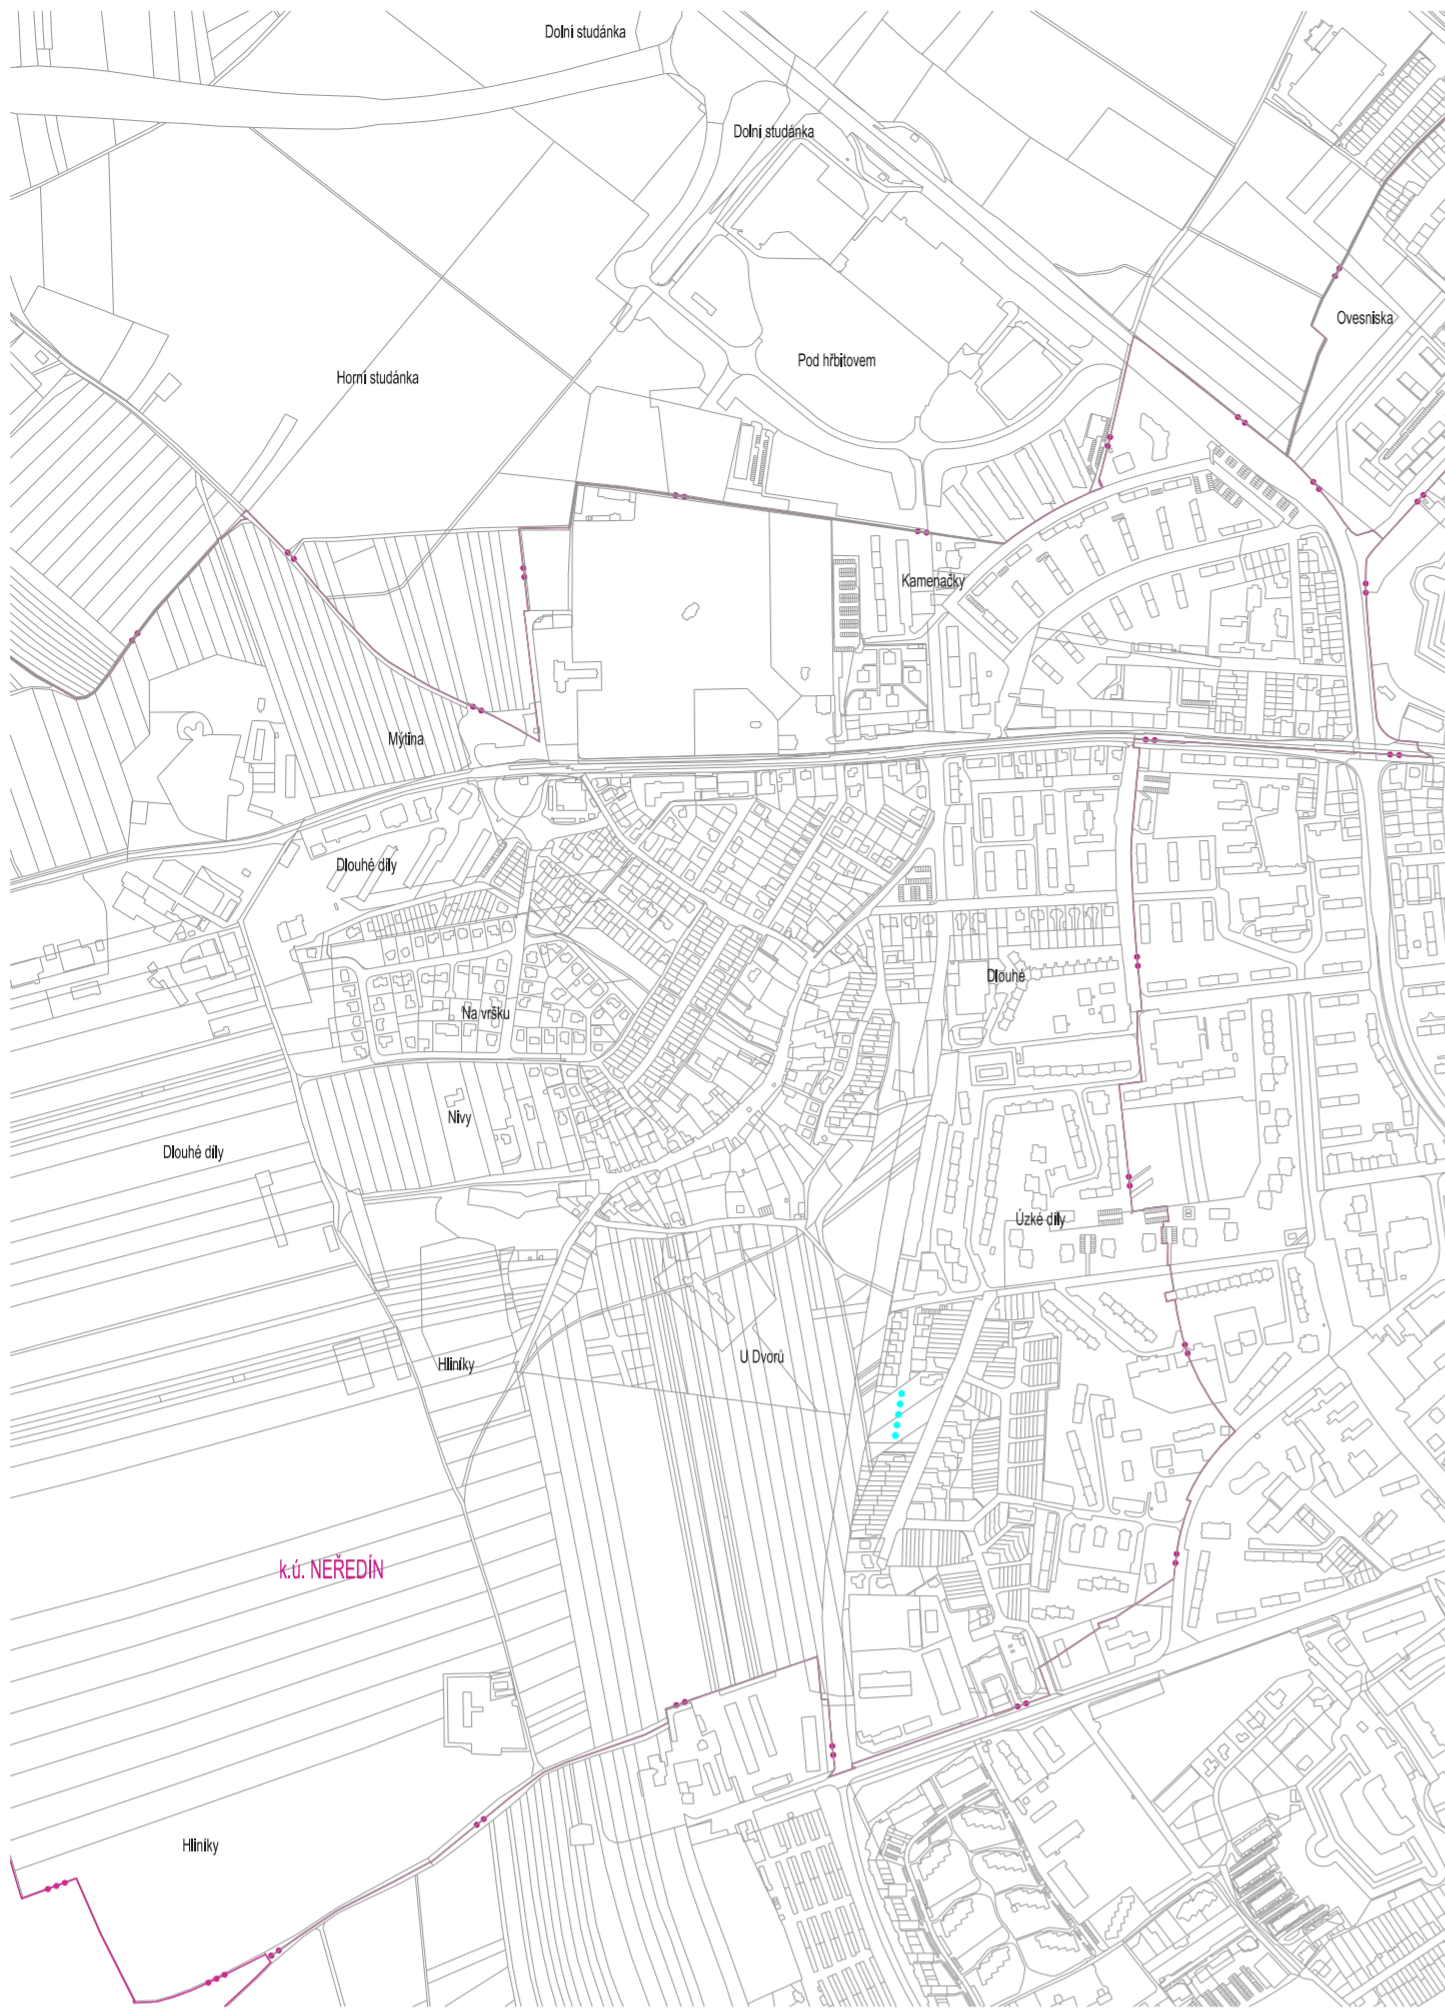 Dolní studánka
Dolní studánka
Ovesniska
Pod hřbitovem
Horní studánka
Kamenačky
Mýtina
Dlouhé díly
Dlouhé
Na vršku
Nivy
Dlouhé díly
Úzké díly
U Dvorů
Hliníky
k.ú. NEŘEDÍN
Hliníky